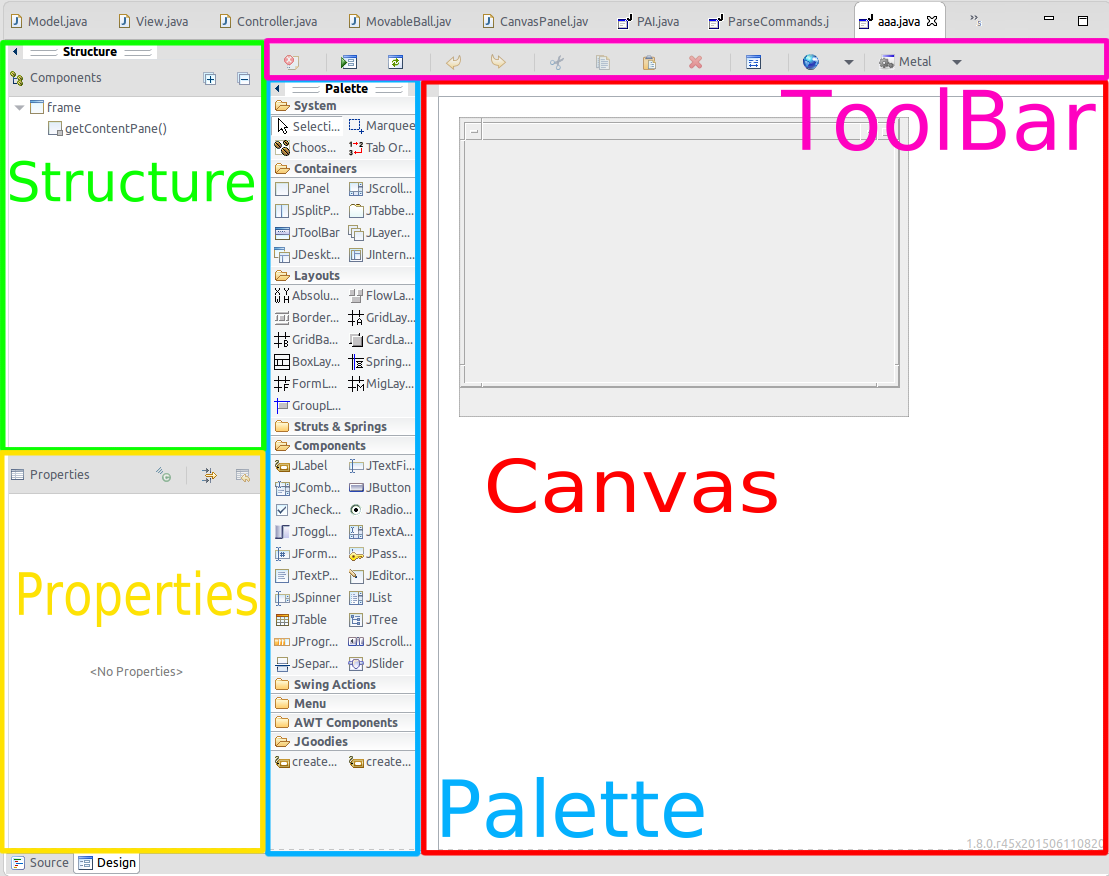 Model.java View.java Controller.java MovableBall.jav CanvasPanel.jav PAI.java ParseCommands.j aaa.java »5
Structure
Components
frame
getContentPane()
Structure
Properties
Properties
<No Properties>
Metal
ToolBar
Palette
System
Selecti... Marquee
Choos... Tab Or...
Containers
JPanel JScroll...
JSplitP... JTabbe...
JToolBar JLayer...
JDeskt... JIntern...
Layouts
Absolu... FlowLa...
Border... GridLay...
GridBa... CardLa...
BoxLay... Spring...
FormL... MigLay...
GroupL...
Struts & Springs
Components
JLabel JTextFi...
JComb... JButton
JCheck... JRadio...
JToggl... JTextA...
JForm... JPass...
JTextP... JEditor...
JSpinner JList
JTable JTree
JProgr... JScroll...
JSepar... JSlider
Swing Actions
Menu
AWT Components
JGoodies
create... create...
Canvas
Palette
1.8.0.r45x20150611082
Source Design